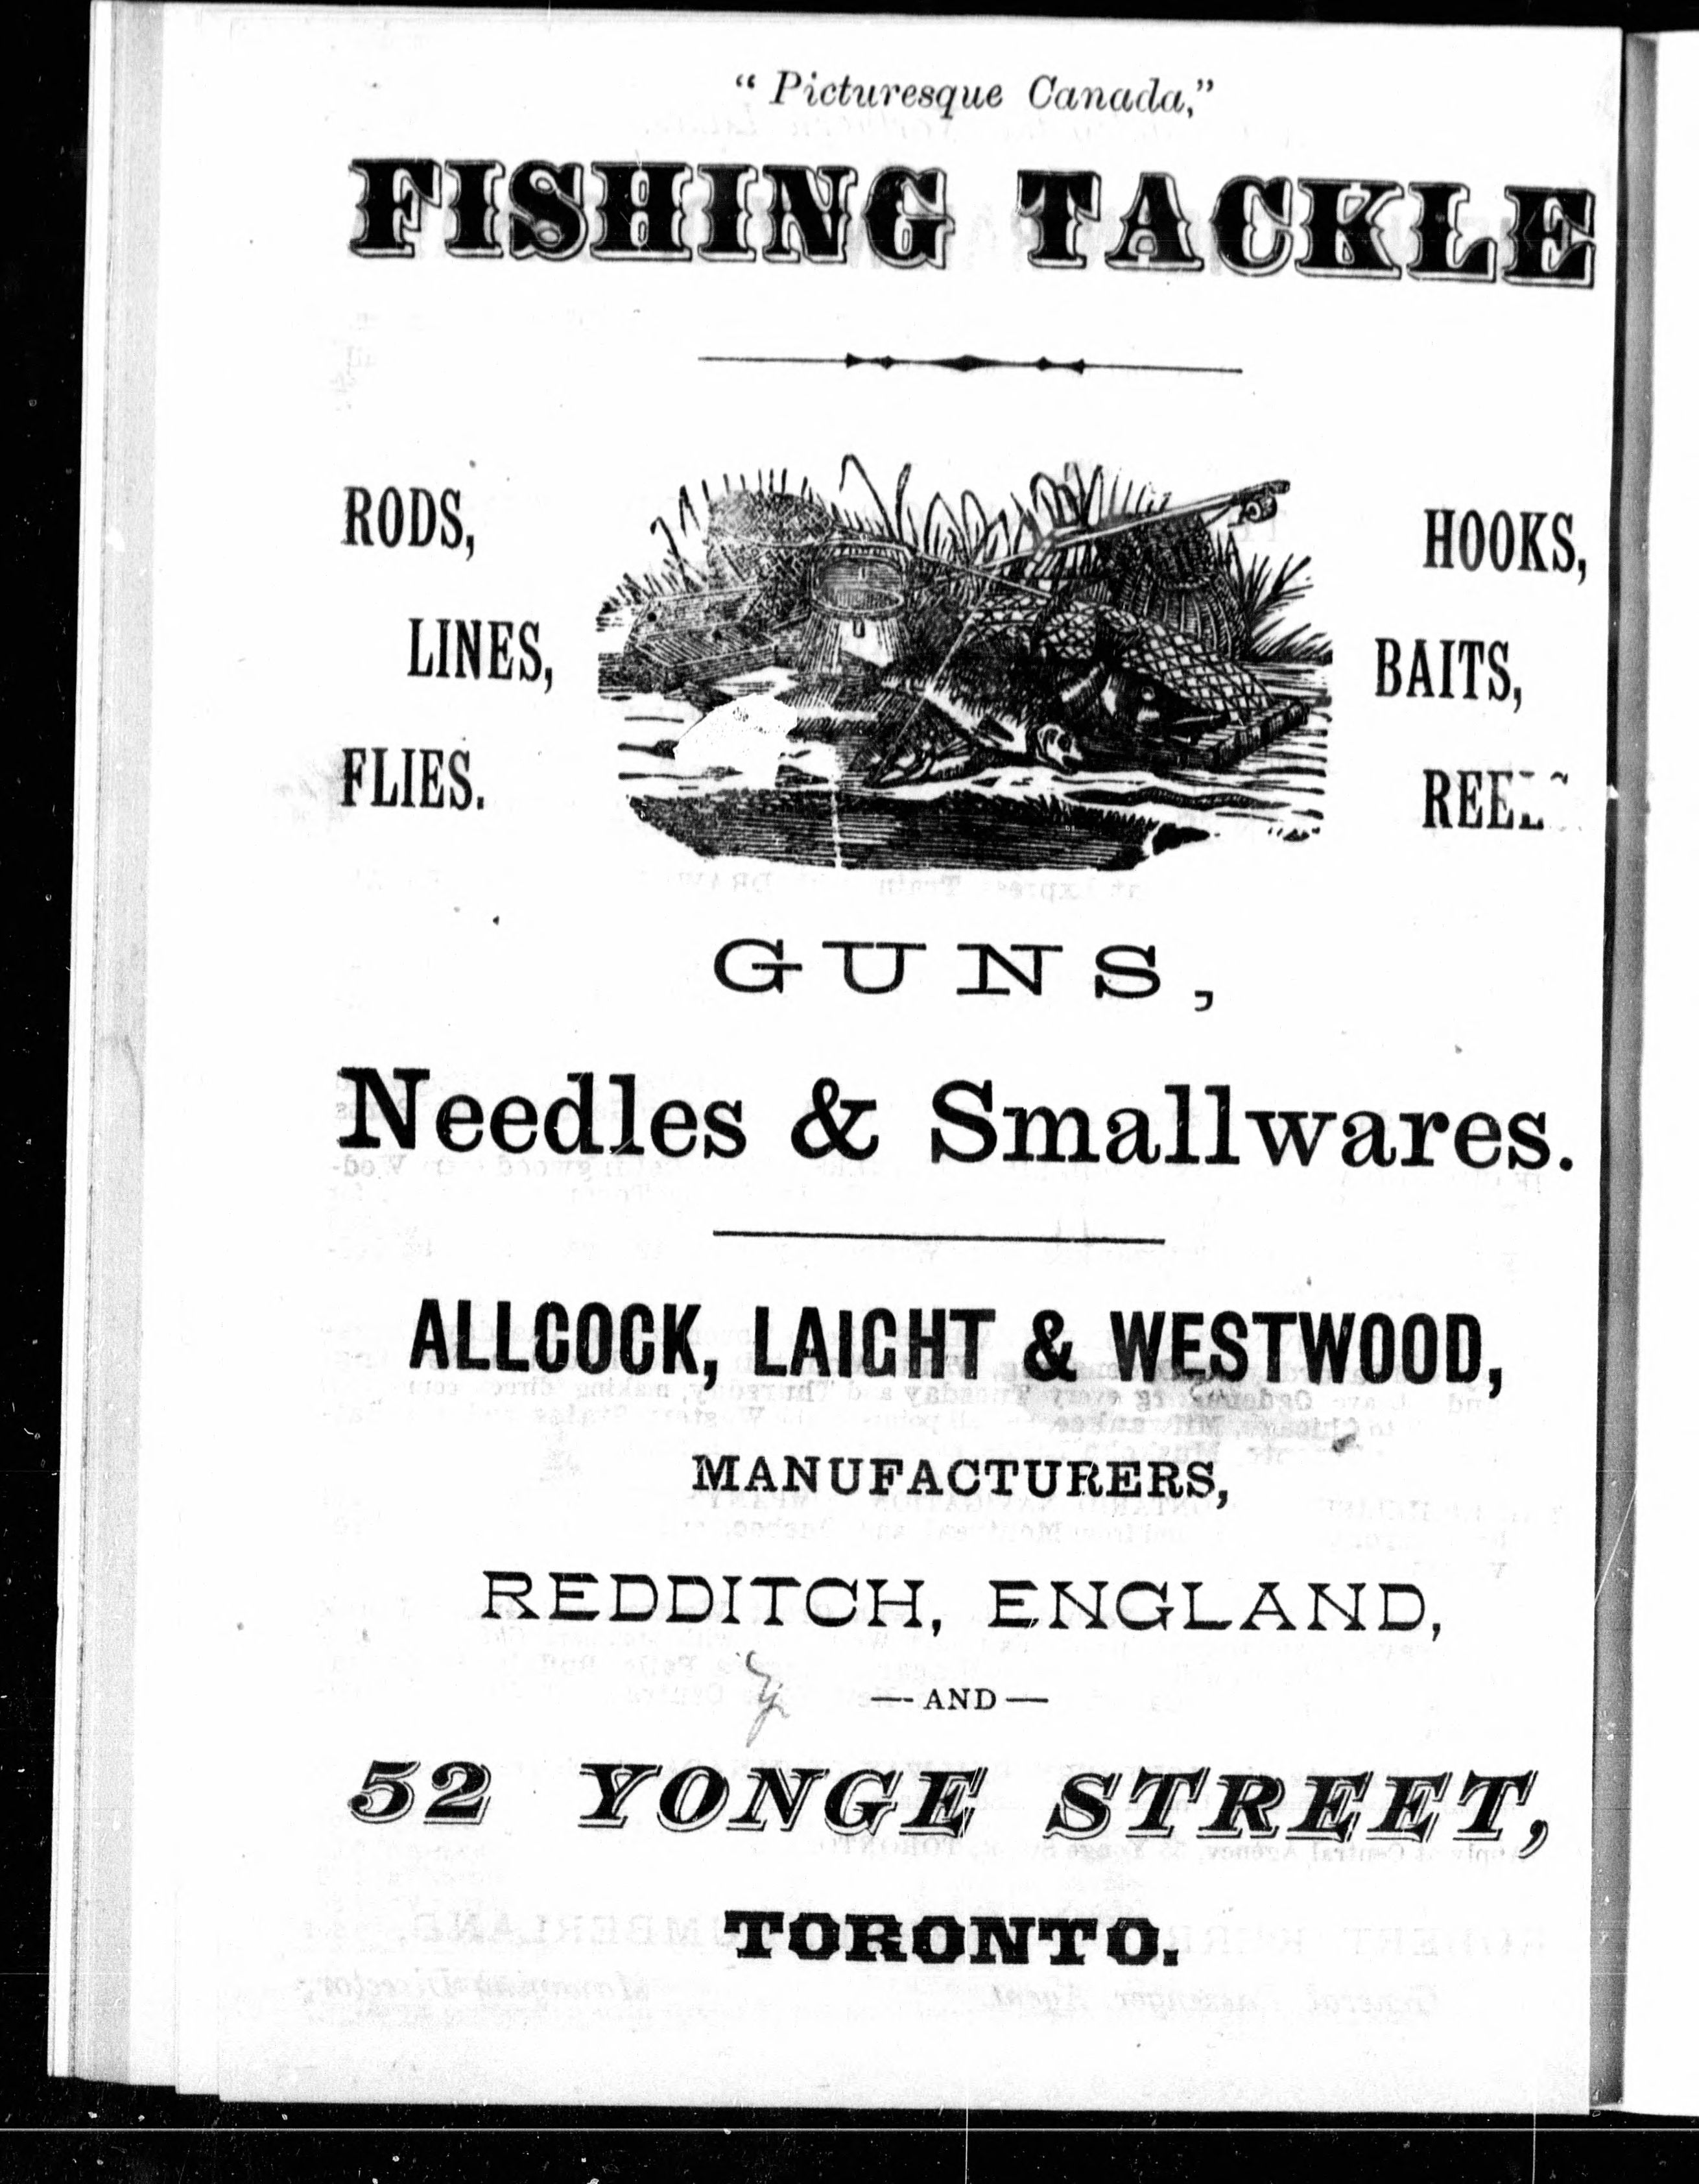 “ Picturesque Canada,”
FISHING TACKLE
RODS,
LINES,
FLIES.
HOOKS,
BAITS,
REELS
GUNS,
Needles & Smallwares.
ALLCOCK, LAIGHT & WESTWOOD,
MANUFACTURERS,
REDDITCH, ENGLAND,
— AND —
52 YONGE STREET,
TORONTO.